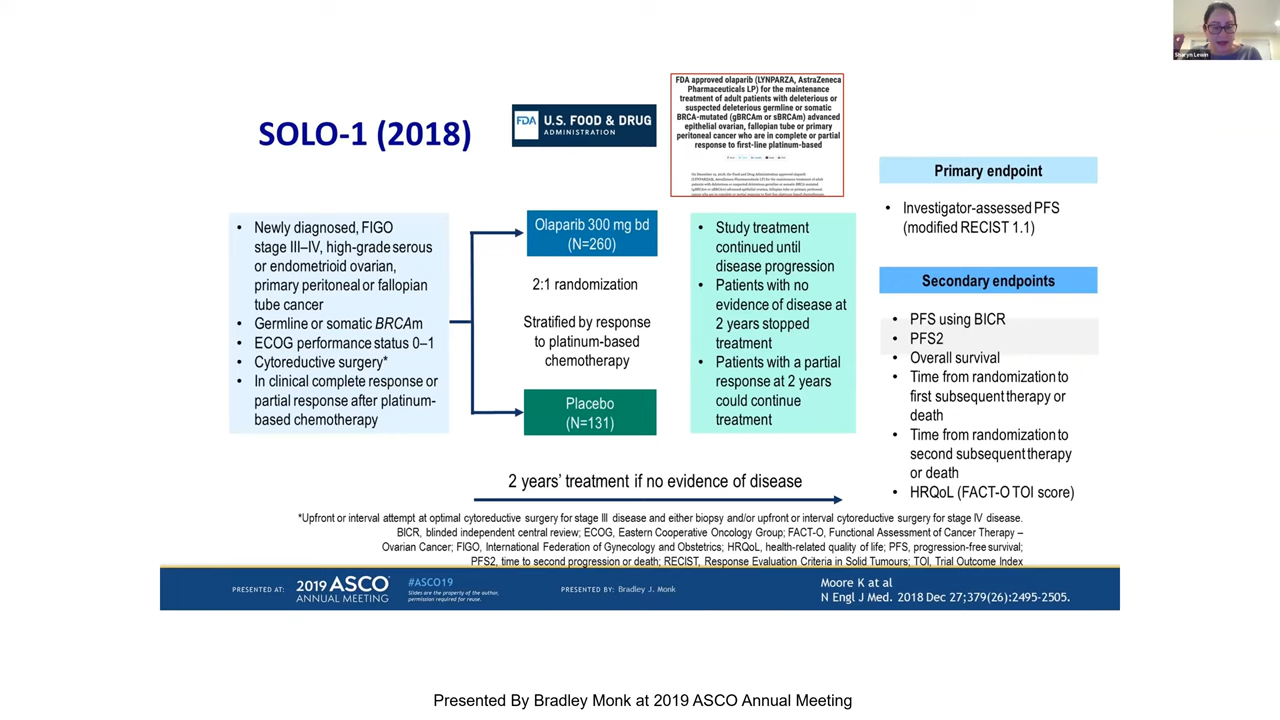 Sharyn Lewin
SOLO-1 (2018)
FDA
U.S. FOOD & DRUG
ADMINISTRATION
FDA approved olaparib (LYNPARZA, AstraZeneca
Pharmaceuticals LP) for the maintenance
treatment of adult patients with deleterious or
suspected deleterious germline or somatic
BRCA-mutated (gBRCAm or sBRCAm) advanced
epithelial ovarian, fallopian tube or primary
peritoneal cancer who are in complete or partial
response to first-line platinum-based
• Newly diagnosed, FIGO
stage III–IV, high-grade serous
or endometrioid ovarian,
primary peritoneal or fallopian
tube cancer
• Germline or somatic BRCAm
• ECOG performance status 0–1
• Cytoreductive surgery*
• In clinical complete response or
partial response after platinum-
based chemotherapy
Olaparib 300 mg bd
(N=260)
2:1 randomization
Stratified by response
to platinum-based
chemotherapy
Placebo
(N=131)
• Study treatment
continued until
disease progression
• Patients with no
evidence of disease at
2 years stopped
treatment
• Patients with a partial
response at 2 years
could continue
treatment
Primary endpoint
• Investigator-assessed PFS
(modified RECIST 1.1)
Secondary endpoints
• PFS using BICR
• PFS2
• Overall survival
• Time from randomization to
first subsequent therapy or
death
• Time from randomization to
second subsequent therapy
or death
• HRQoL (FACT-O TOI score)
2 years' treatment if no evidence of disease
*Upfront or interval attempt at optimal cytoreductive surgery for stage III disease and either biopsy and/or upfront or interval cytoreductive surgery for stage IV disease.
BICR, blinded independent central review; ECOG, Eastern Cooperative Oncology Group; FACT-O, Functional Assessment of Cancer Therapy –
Ovarian Cancer; FIGO, International Federation of Gynecology and Obstetrics; HRQoL, health-related quality of life; PFS, progression-free survival;
PFS2, time to second progression or death; RECIST, Response Evaluation Criteria in Solid Tumours; TOI, Trial Outcome Index
PRESENTED AT:
2019 ASCO
ANNUAL MEETING
#ASCO19
Slides are the property of the author,
permission required for reuse.
PRESENTED BY: Bradley J. Monk
Moore K at al
N Engl J Med. 2018 Dec 27;379(26):2495-2505.
Presented By Bradley Monk at 2019 ASCO Annual Meeting